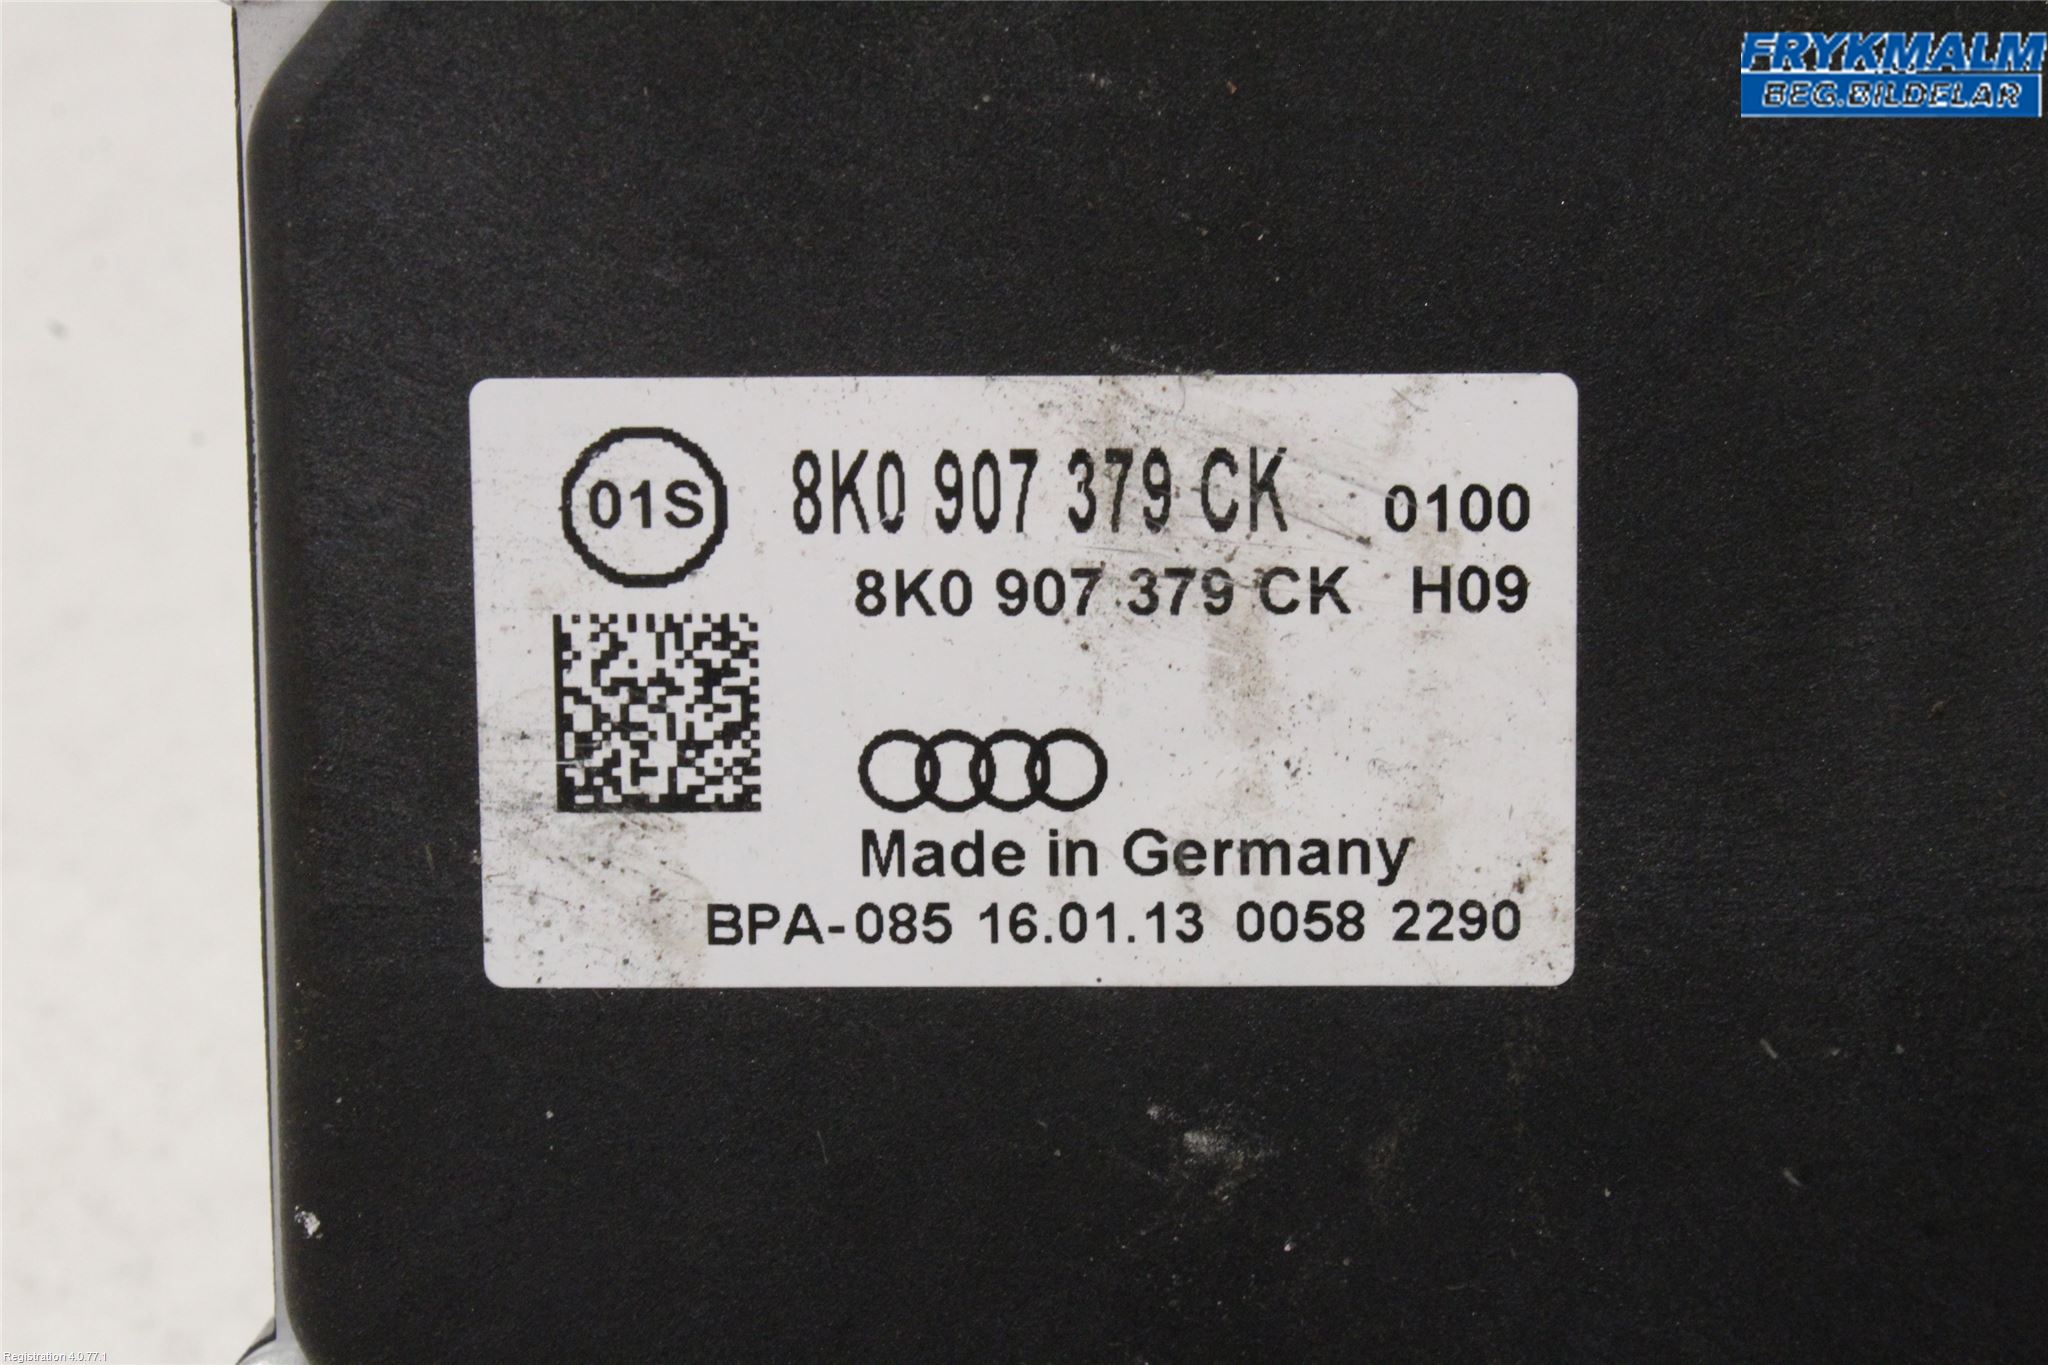 FRYKMALM
BEG.BILDELAR
01S
8K0 907 379 CK 0100
8K0 907 379 CK H09
Made in Germany
BPA-085 16.01.13 0058 2290
Registration 4.0.77.1